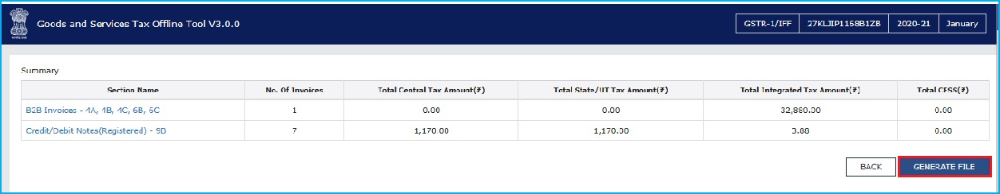 Goods and Services Tax Offline Tool V3.0.0 GSTR-1/IFF 27KLJIP1168B1ZB 2020-21 January
Summary
Section Name No. Of Invoices Total Central Tax Amount(₹) Total State/UT Tax Amount(₹) Total Integrated Tax Amount(₹) Total CESS(₹)
B2B Invoices - 4A, 4B, 4C, 6B, 6C 1 0.00 0.00 32,880.00 0.00
Credit/Debit Notes(Registered) - 9B 7 1,170.00 1,170.00 3.88 0.00
BACK GENERATE FILE